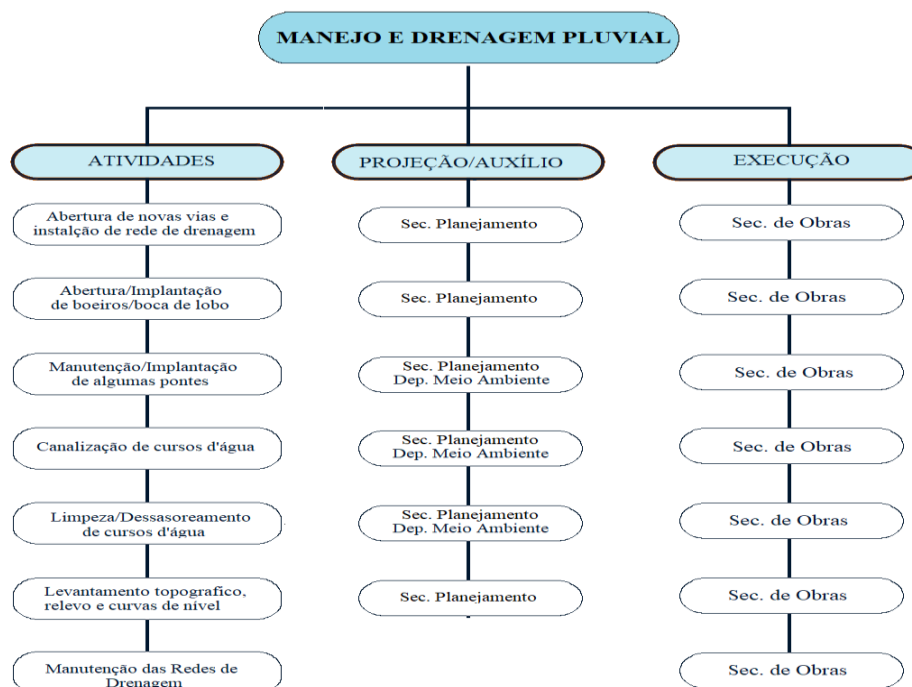 MANEJO E DRENAGEM PLUVIAL
ATIVIDADES
PROJEÇÃO/AUXÍLIO
EXECUÇÃO
Abertura de novas vias e
instalção de rede de drenagem
Sec. Planejamento
Sec. de Obras
Abertura/Implantação
de boeiros/boca de lobo
Sec. Planejamento
Sec. de Obras
Manutenção/Implantação
de algumas pontes
Sec. Planejamento
Dep. Meio Ambiente
Sec. de Obras
Canalização de cursos d'água
Sec. Planejamento
Dep. Meio Ambiente
Sec. de Obras
Limpeza/Dessasoreamento
de cursos d'água
Sec. Planejamento
Dep. Meio Ambiente
Sec. de Obras
Levantamento topografico,
relevo e curvas de nível
Sec. Planejamento
Sec. de Obras
Manutenção das Redes de
Drenagem
Sec. de Obras